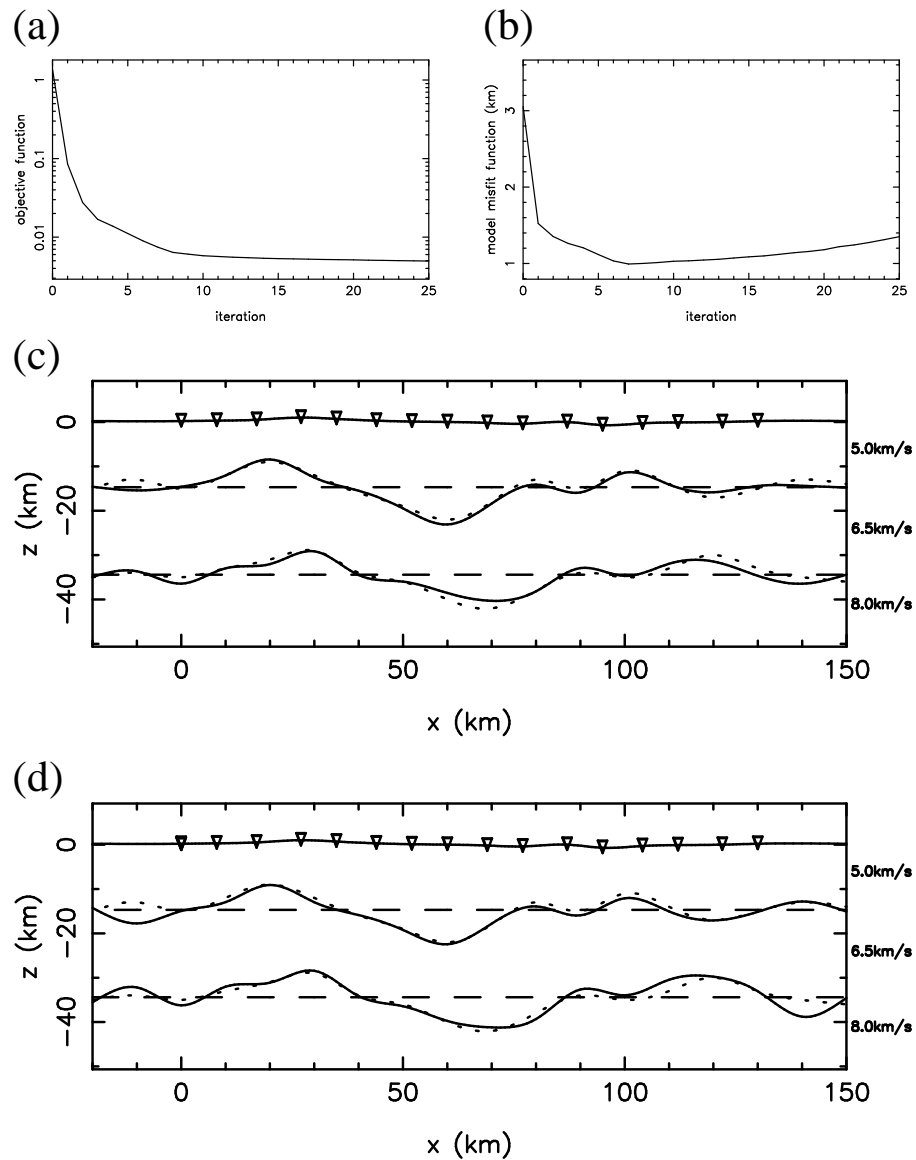 (a)
(b)
objective function
1
0.1
0.01
0 5 10 15 20 25
iteration
model misfit function (km)
3
2
1
0 5 10 15 20 25
iteration
(c)
z (km)
0
−20
−40
5.0km/s
6.5km/s
8.0km/s
0 50 100 150
x (km)
(d)
z (km)
0
−20
−40
5.0km/s
6.5km/s
8.0km/s
0 50 100 150
x (km)